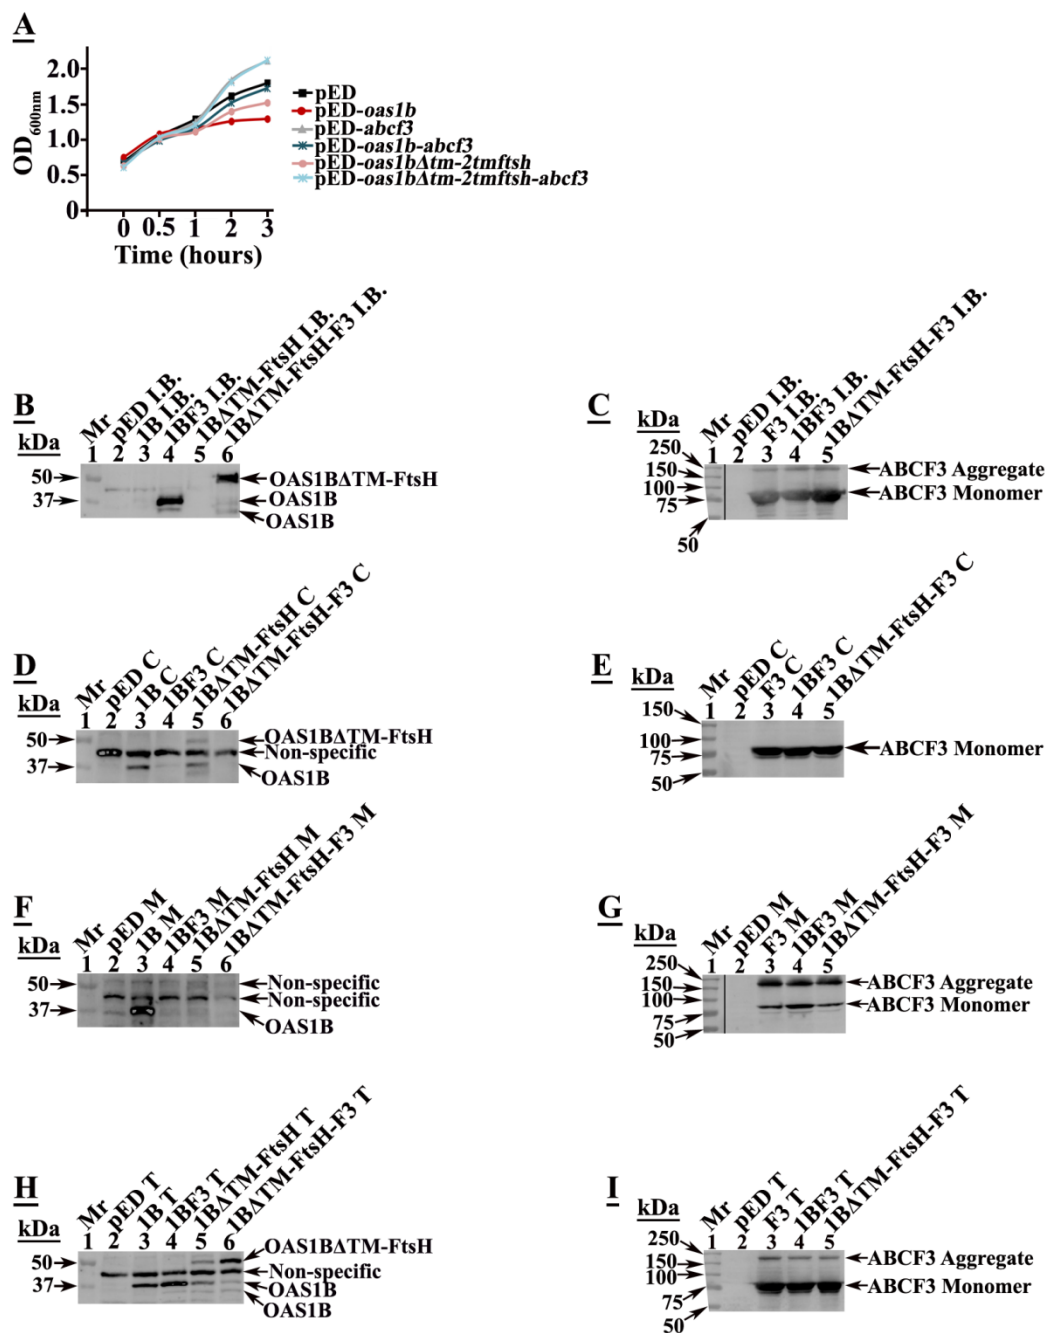 A
OD600nm
2.0
1.5
1.0
0.5
0
0 0.5 1 2 3
Time (hours)
pED
pED-oas1b
pED-abcf3
pED-oas1b-abcf3
pED-oas1bΔtm-2tmftsh
pED-oas1bΔtm-2tmftsh-abcf3
B
kDa
Mr
pED I.B.
1B I.B.
1BF3 I.B.
1BΔTM-FtsH I.B.
1BΔTM-FtsH-F3 I.B.
1 2 3 4 5 6
50
37
OAS1BΔTM-FtsH
OAS1B
OAS1B
C
kDa
Mr
pED I.B.
F3 I.B.
1BF3 I.B.
1BΔTM-FtsH-F3 I.B.
1 2 3 4 5
250
150
100
75
50
ABCF3 Aggregate
ABCF3 Monomer
D
kDa
Mr
pED C
1B C
1BF3 C
1BΔTM-FtsH C
1BΔTM-FtsH-F3 C
1 2 3 4 5 6
50
37
OAS1BΔTM-FtsH
Non-specific
OAS1B
E
kDa
Mr
pED C
F3 C
1BF3 C
1BΔTM-FtsH-F3 C
1 2 3 4 5
150
100
75
50
ABCF3 Monomer
F
kDa
Mr
pED M
1B M
1BF3 M
1BΔTM-FtsH M
1BΔTM-FtsH-F3 M
1 2 3 4 5 6
50
37
Non-specific
Non-specific
OAS1B
G
kDa
Mr
pED M
F3 M
1BF3 M
1BΔTM-FtsH-F3 M
1 2 3 4 5
250
150
100
75
50
ABCF3 Aggregate
ABCF3 Monomer
H
kDa
Mr
pED T
1B T
1BF3 T
1BΔTM-FtsH T
1BΔTM-FtsH-F3 T
1 2 3 4 5 6
50
37
OAS1BΔTM-FtsH
Non-specific
OAS1B
OAS1B
I
kDa
Mr
pED T
F3 T
1BF3 T
1BΔTM-FtsH-F3 T
1 2 3 4 5
250
150
100
75
50
ABCF3 Aggregate
ABCF3 Monomer